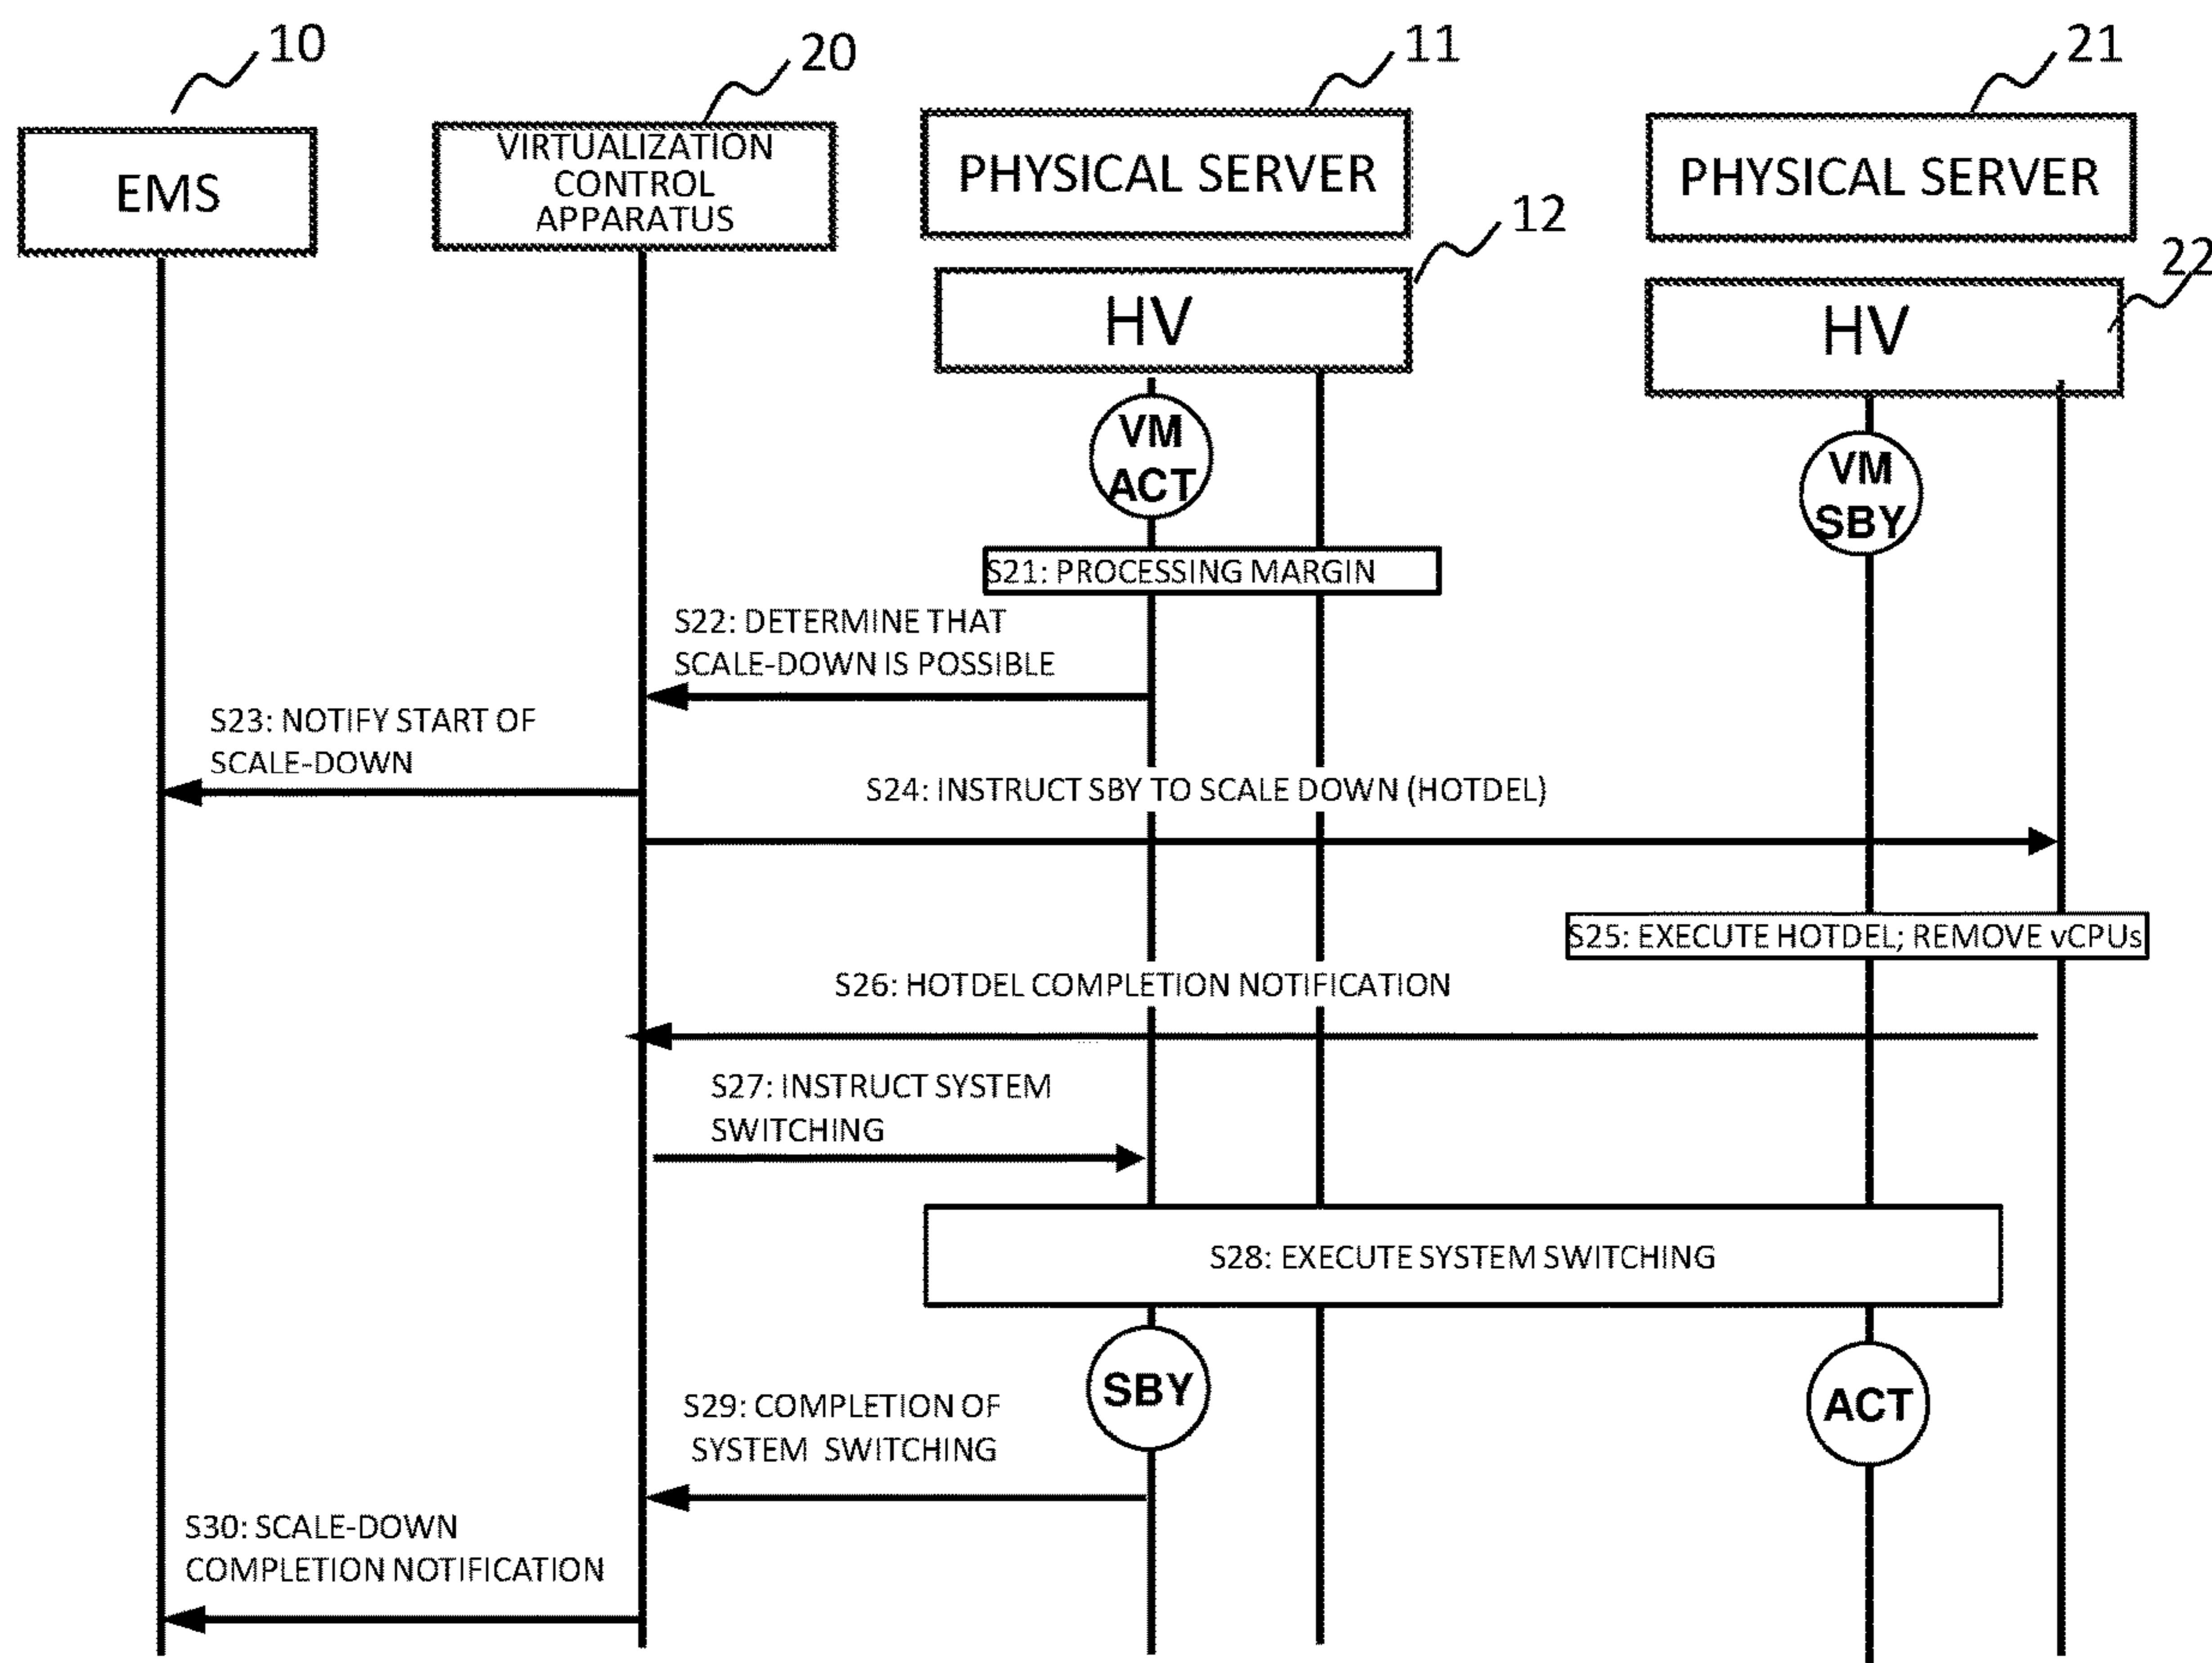 10
20
11
21
EMS
VIRTUALIZATION
CONTROL
APPARATUS
PHYSICAL SERVER
PHYSICAL SERVER
12
22
HV
HV
VM
ACT
VM
SBY
S21: PROCESSING MARGIN
S22: DETERMINE THAT
SCALE-DOWN IS POSSIBLE
S23: NOTIFY START OF
SCALE-DOWN
S24: INSTRUCT SBY TO SCALE DOWN (HOTDEL)
S25: EXECUTE HOTDEL; REMOVE vCPUs
S26: HOTDEL COMPLETION NOTIFICATION
S27: INSTRUCT SYSTEM
SWITCHING
S28: EXECUTE SYSTEM SWITCHING
SBY
ACT
S29: COMPLETION OF
SYSTEM SWITCHING
S30: SCALE-DOWN
COMPLETION NOTIFICATION